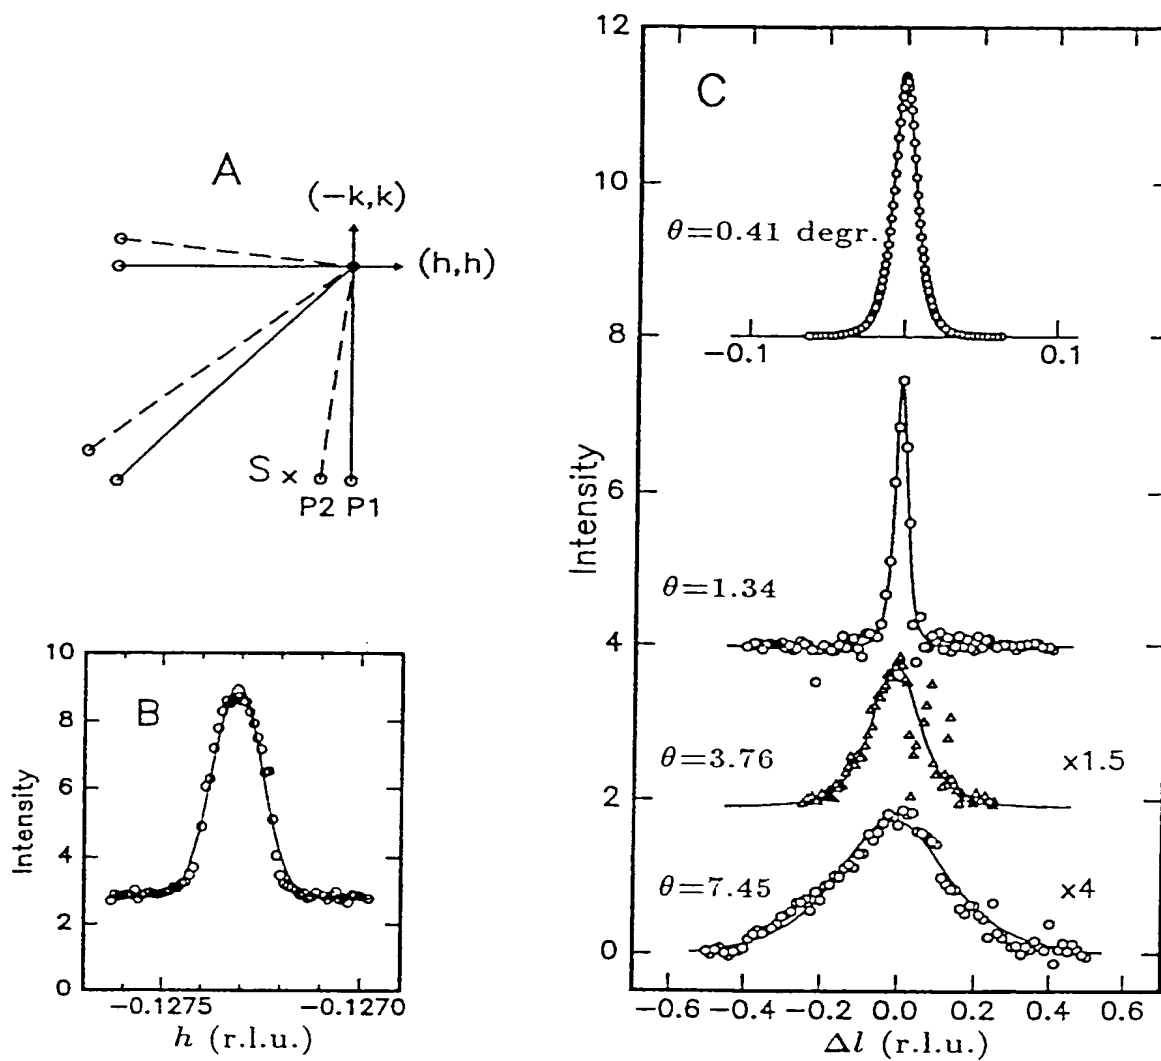 A
(−k,k)
(h,h)
S ×
P2 P1
B
10
8
6
4
2
0
Intensity
−0.1275
−0.1270
h (r.l.u.)
C
12
10
8
6
4
2
0
Intensity
θ=0.41 degr.
−0.1
0.1
θ=1.34
θ=3.76
×1.5
θ=7.45
×4
−0.6 −0.4 −0.2 0.0 0.2 0.4 0.6
Δl (r.l.u.)